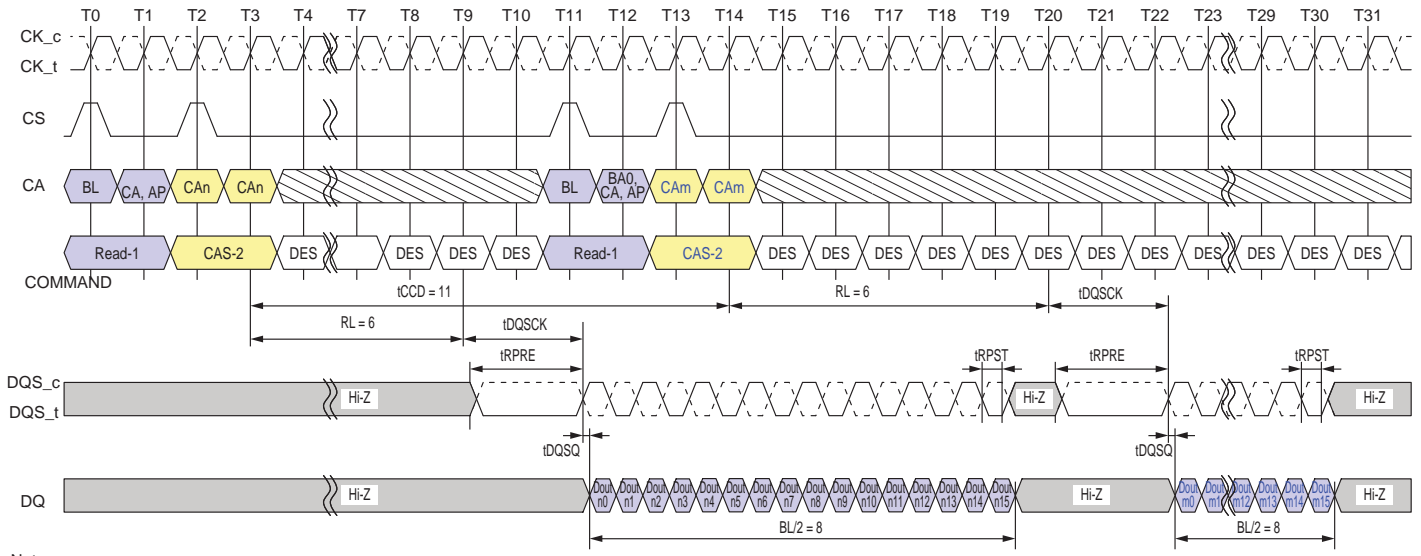 T0 T1 T2 T3 T4 T7 T8 T9 T10 T11 T12 T13 T14 T15 T16 T17 T18 T19 T20 T21 T22 T23 T29 T30 T31
CK_c
CK_t
CS
CA BL CA, AP CAn CAn BL BA0, CA, AP CAm CAm
Read-1 CAS-2 DES DES DES DES Read-1 CAS-2 DES DES DES DES DES DES DES DES DES DES DES DES
COMMAND
tCCD = 11 RL = 6 tDQSCK
RL = 6 tDQSCK
tRPRE tRPST tRPRE tRPST
DQS_c
DQS_t
Hi-Z Hi-Z Hi-Z
tDQSQ tDQSQ
DQ Hi-Z Dout n0 Dout n1 Dout n2 Dout n3 Dout n4 Dout n5 Dout n6 Dout n7 Dout n8 Dout n9 Dout n10 Dout n11 Dout n12 Dout n13 Dout n14 Dout n15 Hi-Z Dout m0 Dout m1 Dout m12 Dout m13 Dout m14 Dout m15 Hi-Z
BL/2 = 8 BL/2 = 8